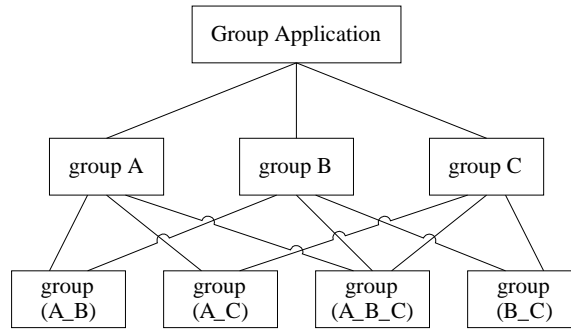 Group Application
group A
group B
group C
group
(A_B)
group
(A_C)
group
(A_B_C)
group
(B_C)